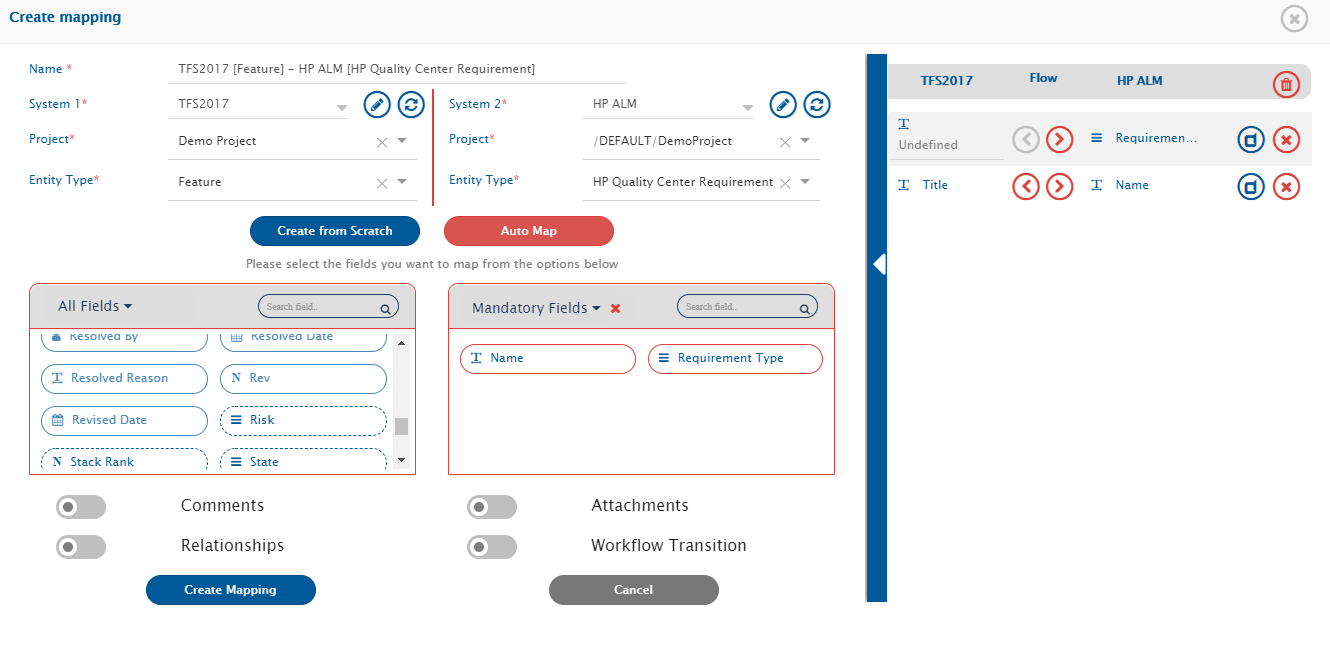 Create mapping
Name *
TFS2017 [Feature] - HP ALM [HP Quality Center Requirement]
System 1*
TFS2017
System 2*
HP ALM
Project*
Demo Project
Project*
/DEFAULT/DemoProject
Entity Type*
Feature
Entity Type*
HP Quality Center Requirement
Create from Scratch
Auto Map
Please select the fields you want to map from the options below
All Fields
Search field..
Mandatory Fields
Search field..
Resolved By
Resolved Date
T Resolved Reason
N Rev
Revised Date
Risk
N Stack Rank
State
T Name
Requirement Type
Comments
Attachments
Relationships
Workflow Transition
Create Mapping
Cancel
TFS2017
Flow
HP ALM
T
Undefined
Requiremen...
T Title
T Name